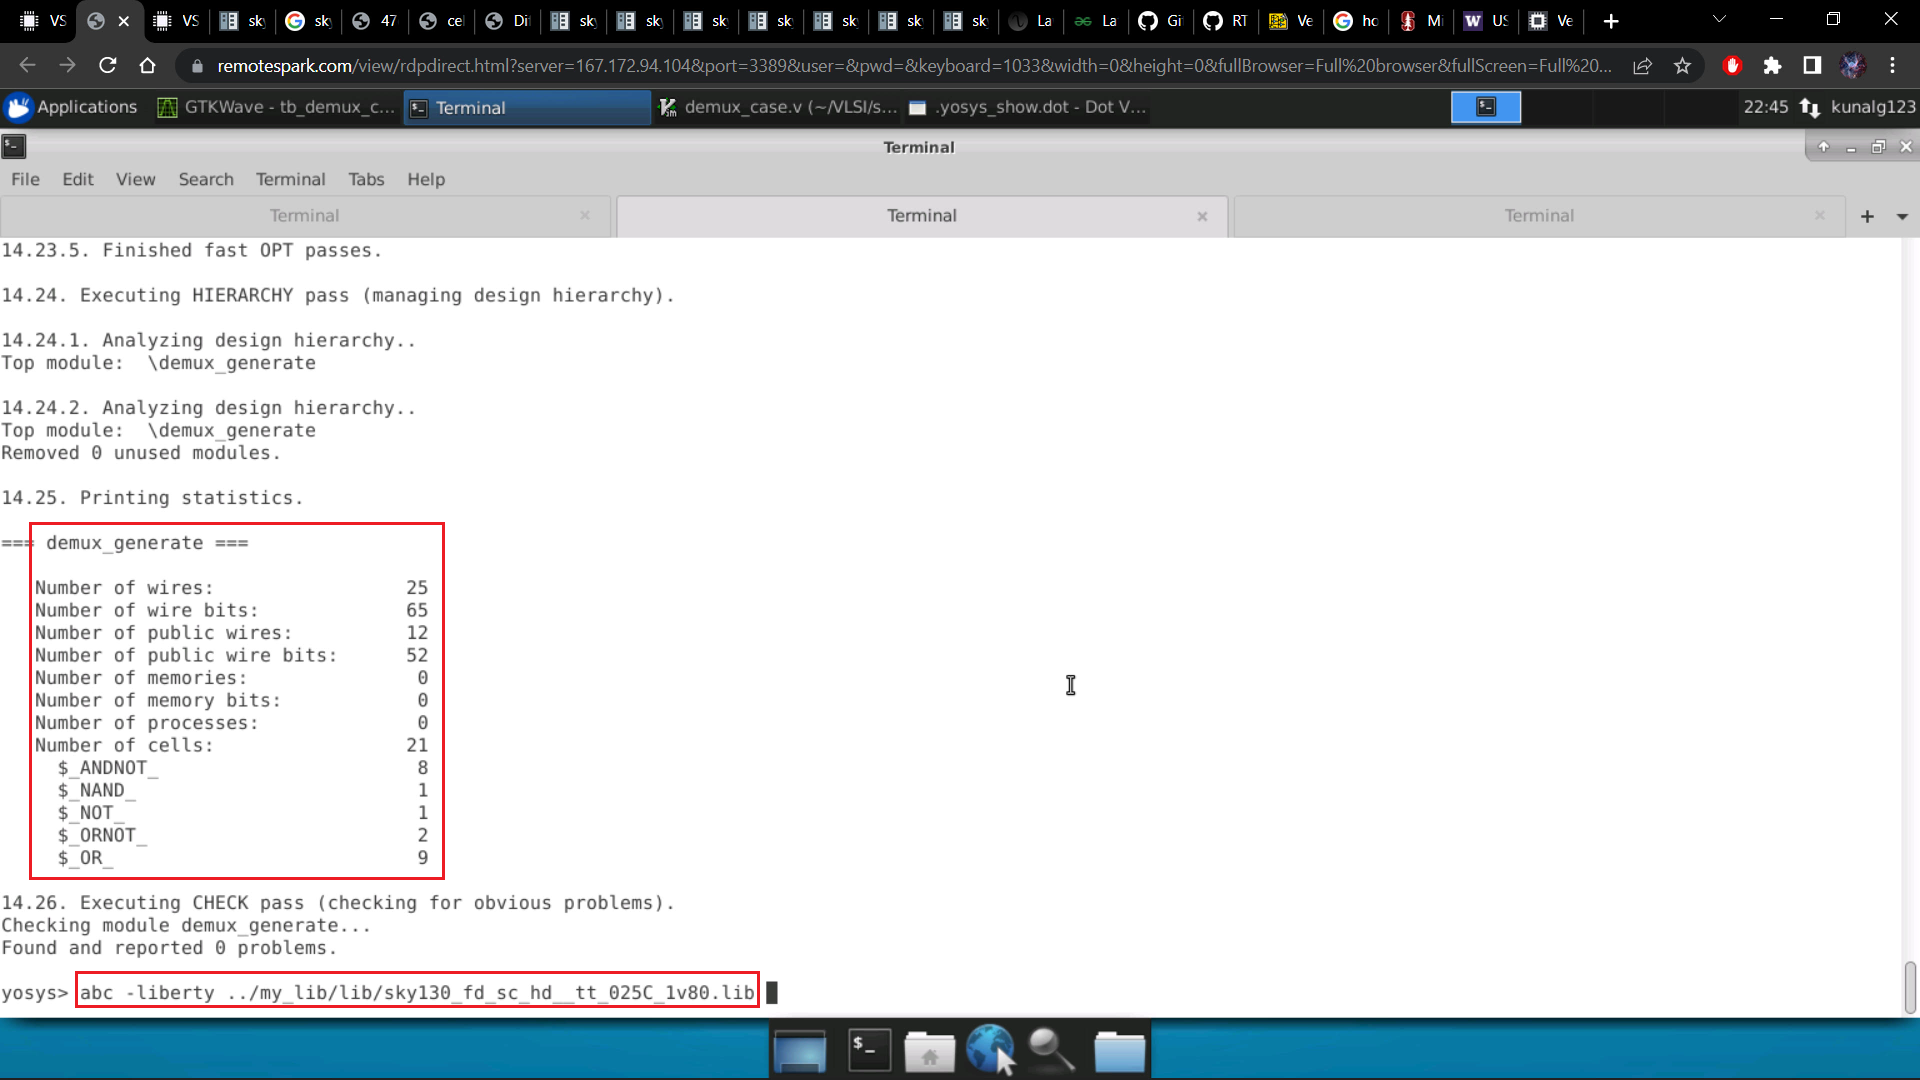 VS
VS
sk
sk
47
ce
Di
sk
sk
sk
sk
sk
sk
sk
La
La
Gi
RT
Ve
ho
Mi
US
Ve
remotespark.com/view/rdpdirect.html?server=167.172.94.104&port=3389&user=&pwd=&keyboard=1033&width=0&height=0&fullBrowser=Full%20browser&fullScreen=Full%20...
Applications
GTKWave - tb_demux_c...
Terminal
demux_case.v (~/VLSI/s...
.yosys_show.dot - Dot V...
22:45
kunalg123
Terminal
File Edit View Search Terminal Tabs Help
Terminal
Terminal
Terminal
14.23.5. Finished fast OPT passes.
14.24. Executing HIERARCHY pass (managing design hierarchy).
14.24.1. Analyzing design hierarchy..
Top module:  \demux_generate
14.24.2. Analyzing design hierarchy..
Top module:  \demux_generate
Removed 0 unused modules.
14.25. Printing statistics.
=== demux_generate ===
Number of wires: 25
Number of wire bits: 65
Number of public wires: 12
Number of public wire bits: 52
Number of memories: 0
Number of memory bits: 0
Number of processes: 0
Number of cells: 21
$_ANDNOT_ 8
$_NAND_ 1
$_NOT_ 1
$_ORNOT_ 2
$_OR_ 9
14.26. Executing CHECK pass (checking for obvious problems).
Checking module demux_generate...
Found and reported 0 problems.
yosys> abc -liberty ../my_lib/lib/sky130_fd_sc_hd__tt_025C_1v80.lib